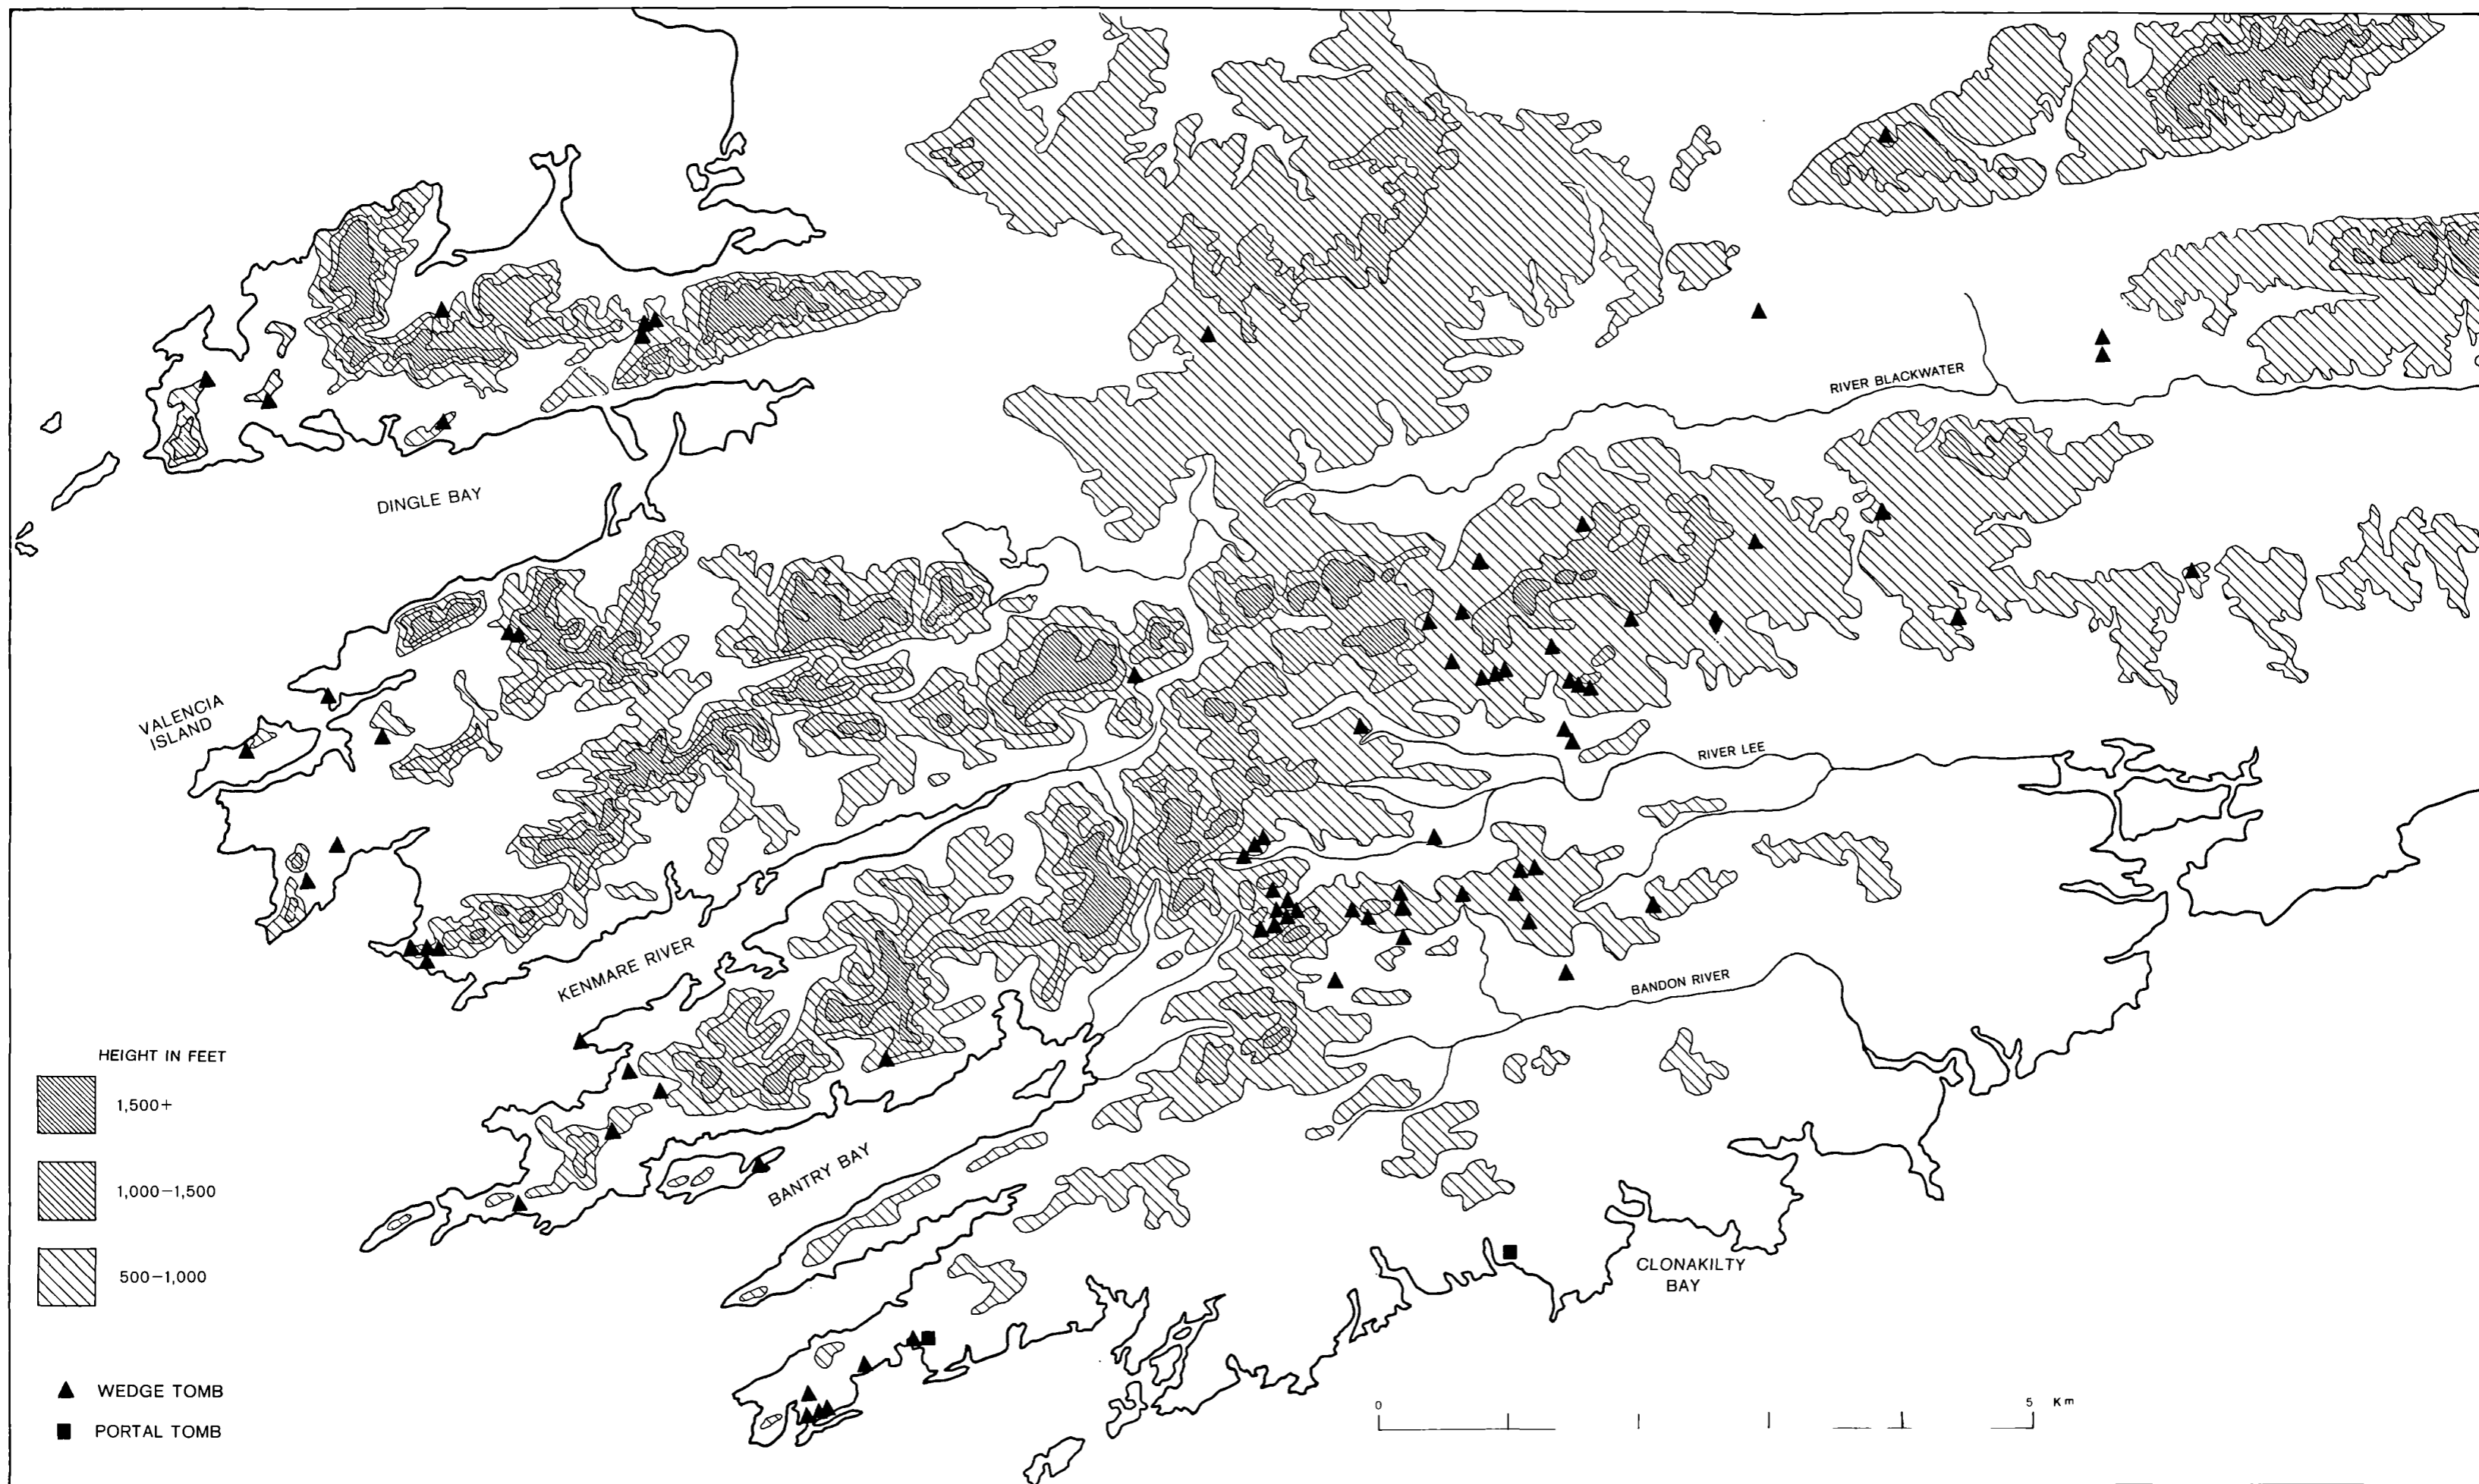 RIVER BLACKWATER
DINGLE BAY
VALENCIA
ISLAND
RIVER LEE
KENMARE RIVER
BANDON RIVER
HEIGHT IN FEET
1,500+
1,000–1,500
500–1,000
BANTRY BAY
CLONAKILTY
BAY
WEDGE TOMB
PORTAL TOMB
0 5 Km